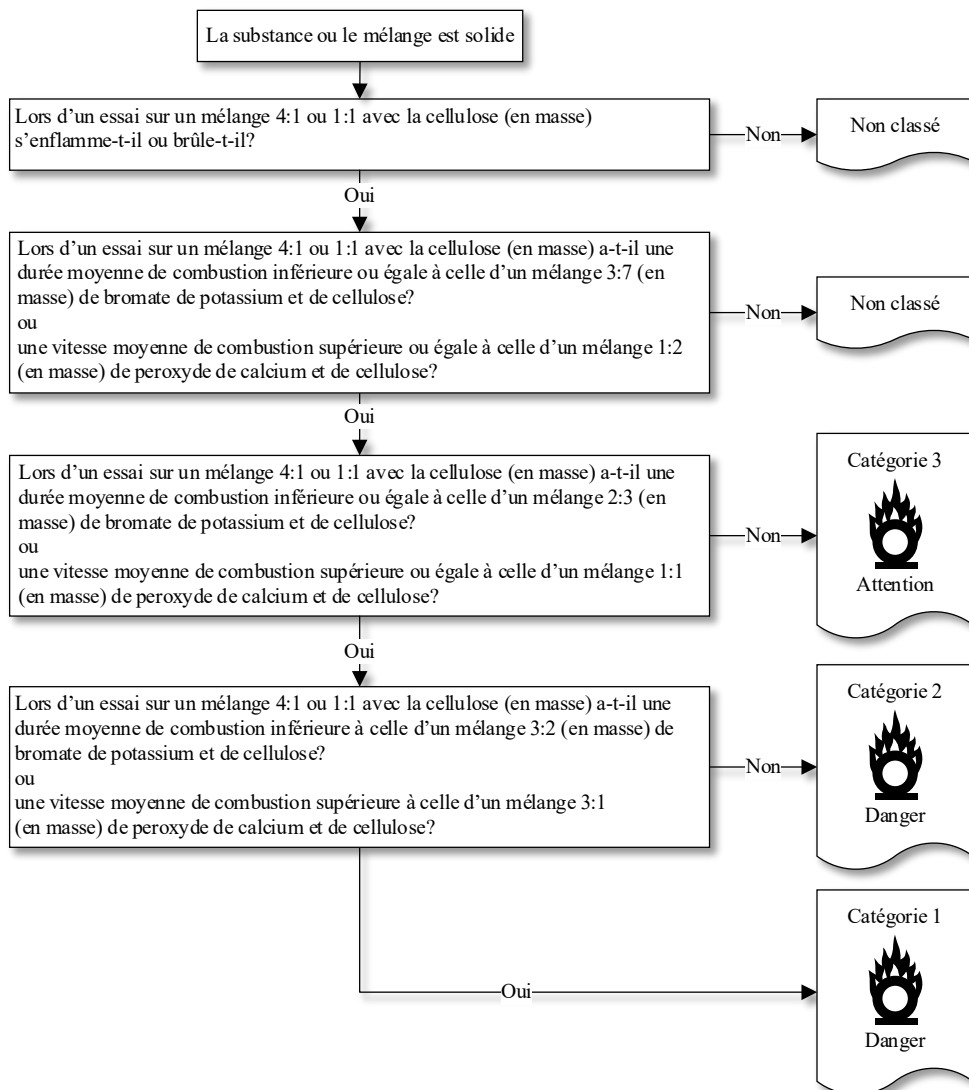 La substance ou le mélange est solide
Lors d’un essai sur un mélange 4:1 ou 1:1 avec la cellulose (en masse)
s’enflamme-t-il ou brûle-t-il?
Non
Non classé
Oui
Lors d’un essai sur un mélange 4:1 ou 1:1 avec la cellulose (en masse) a-t-il une
durée moyenne de combustion inférieure ou égale à celle d’un mélange 3:7 (en
masse) de bromate de potassium et de cellulose?
ou
une vitesse moyenne de combustion supérieure ou égale à celle d’un mélange 1:2
(en masse) de peroxyde de calcium et de cellulose?
Non
Non classé
Oui
Lors d’un essai sur un mélange 4:1 ou 1:1 avec la cellulose (en masse) a-t-il une
durée moyenne de combustion inférieure ou égale à celle d’un mélange 2:3 (en
masse) de bromate de potassium et de cellulose?
ou
une vitesse moyenne de combustion supérieure ou égale à celle d’un mélange 1:1
(en masse) de peroxyde de calcium et de cellulose?
Non
Catégorie 3
Attention
Oui
Lors d’un essai sur un mélange 4:1 ou 1:1 avec la cellulose (en masse) a-t-il une
durée moyenne de combustion inférieure à celle d’un mélange 3:2 (en masse) de
bromate de potassium et de cellulose?
ou
une vitesse moyenne de combustion supérieure à celle d’un mélange 3:1
(en masse) de peroxyde de calcium et de cellulose?
Non
Catégorie 2
Danger
Oui
Catégorie 1
Danger